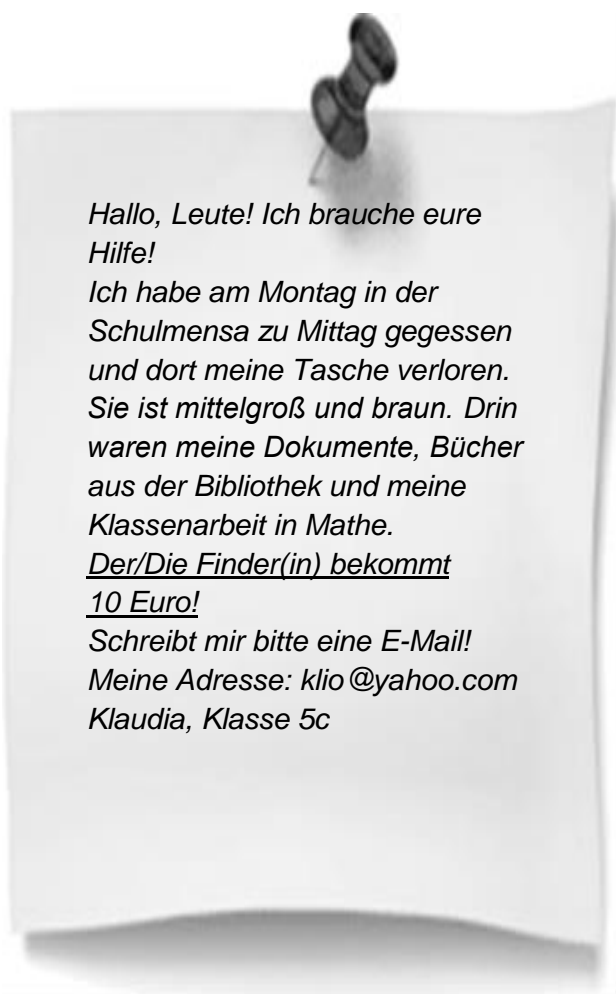 Hallo, Leute! Ich brauche eure
Hilfe!
Ich habe am Montag in der
Schulmensa zu Mittag gegessen
und dort meine Tasche verloren.
Sie ist mittelgroß und braun. Drin
waren meine Dokumente, Bücher
aus der Bibliothek und meine
Klassenarbeit in Mathe.
Der/Die Finder(in) bekommt
10 Euro!
Schreibt mir bitte eine E-Mail!
Meine Adresse: klio@yahoo.com
Klaudia, Klasse 5c